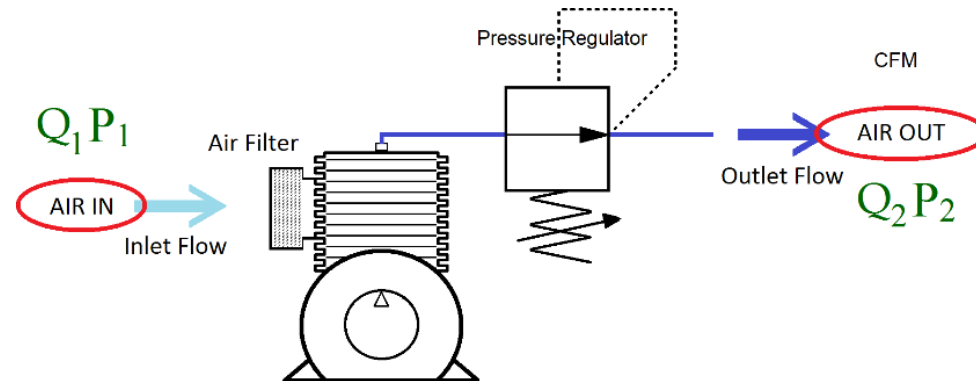 Pressure Regulator
CFM
Q₁P₁
Air Filter
AIR OUT
AIR IN
Outlet Flow
Q₂P₂
Inlet Flow